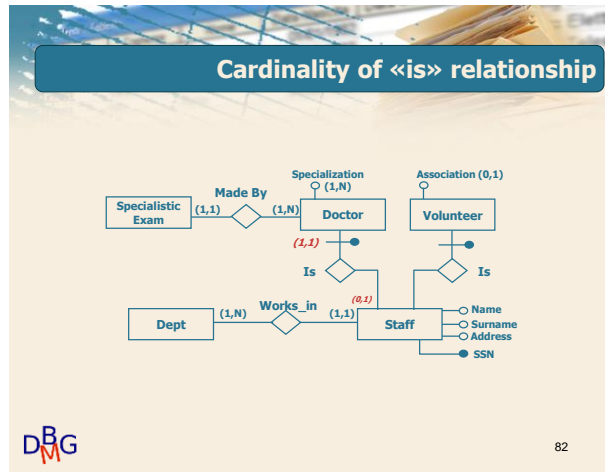 Cardinality of «is» relationship
Specialization
(1,N)
Association (0,1)
Made By
Specialistic
Exam
(1,1)
(1,N)
Doctor
Volunteer
(1,1)
Is
Is
(0,1)
Works_in
Dept
(1,N)
(1,1)
Staff
Name
Surname
Address
SSN
DBMG
82